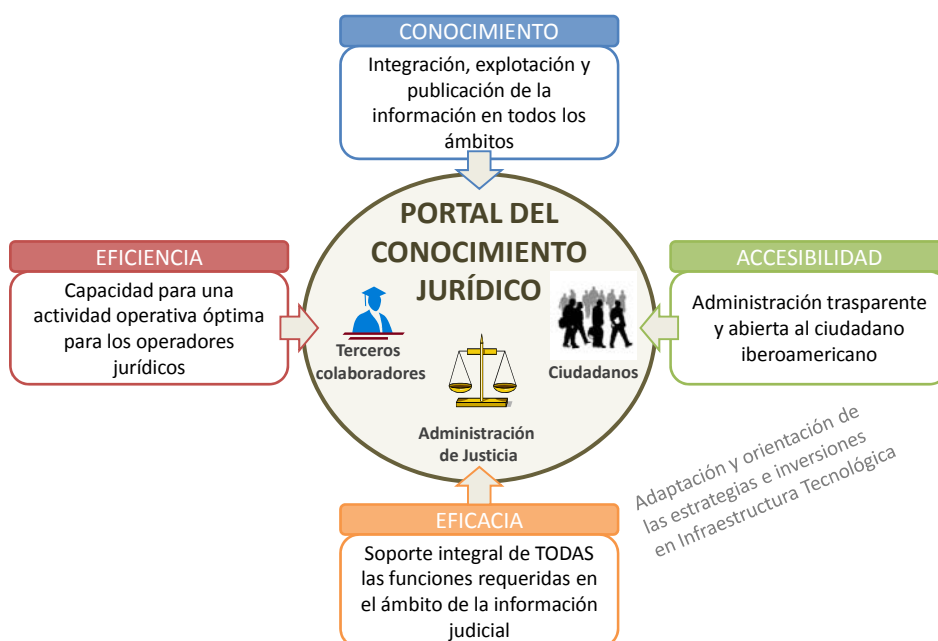 CONOCIMIENTO
Integración, explotación y
publicación de la
información en todos los
ámbitos
PORTAL DEL
CONOCIMIENTO
JURÍDICO
EFICIENCIA
Capacidad para una
actividad operativa óptima
para los operadores
jurídicos
Terceros
colaboradores
Ciudadanos
Administración
de Justicia
ACCESIBILIDAD
Administración trasparente
y abierta al ciudadano
iberoamericano
Adaptación y orientación de
las estrategias e inversiones
en Infraestructura Tecnológica
EFICACIA
Soporte integral de TODAS
las funciones requeridas en
el ámbito de la información
judicial